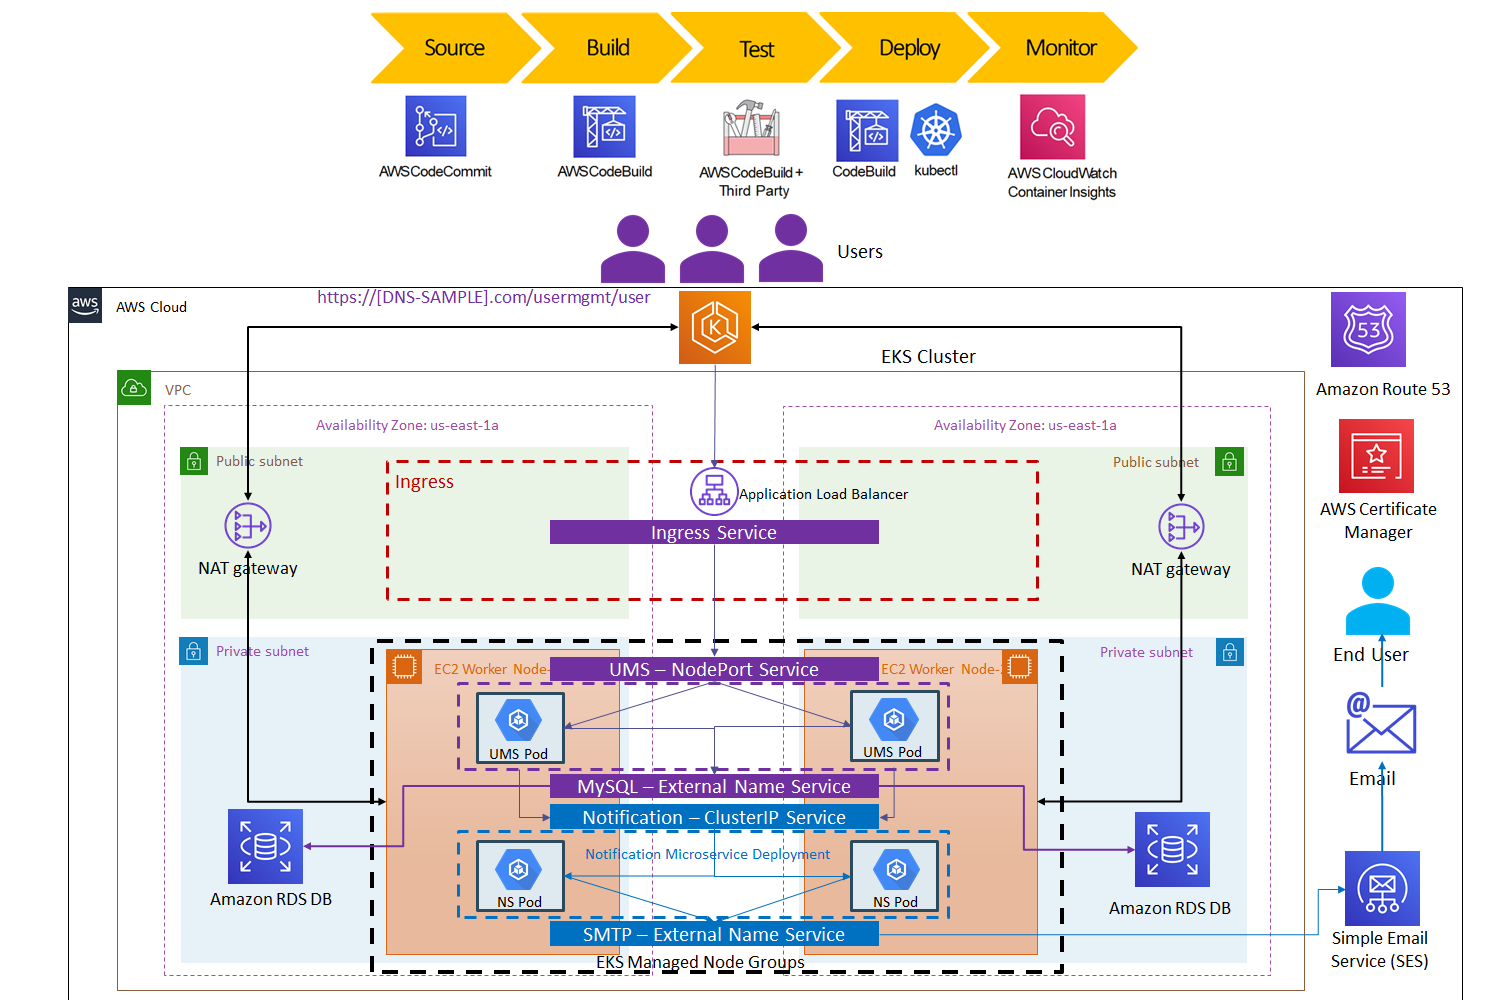 Source
Build
Test
Deploy
Monitor
AWSCodeCommit
AWSCodeBuild
AWSCodeBuild +
Third Party
CodeBuild
kubectl
AWS CloudWatch
Container Insights
Users
aws
AWS Cloud
https://[DNS-SAMPLE].com/usermgmt/user
K
EKS Cluster
53
Amazon Route 53
VPC
Availability Zone: us-east-1a
Availability Zone: us-east-1a
Public subnet
Public subnet
Ingress
Application Load Balancer
Ingress Service
NAT gateway
NAT gateway
AWS Certificate
Manager
End User
Private subnet
Private subnet
EC2 Worker Node-
UMS – NodePort Service
EC2 Worker Node-
UMS Pod
UMS Pod
@
Email
MySQL – External Name Service
Notification – ClusterIP Service
Notification Microservice Deployment
NS Pod
NS Pod
Amazon RDS DB
Amazon RDS DB
SMTP – External Name Service
EKS Managed Node Groups
Simple Email
Service (SES)